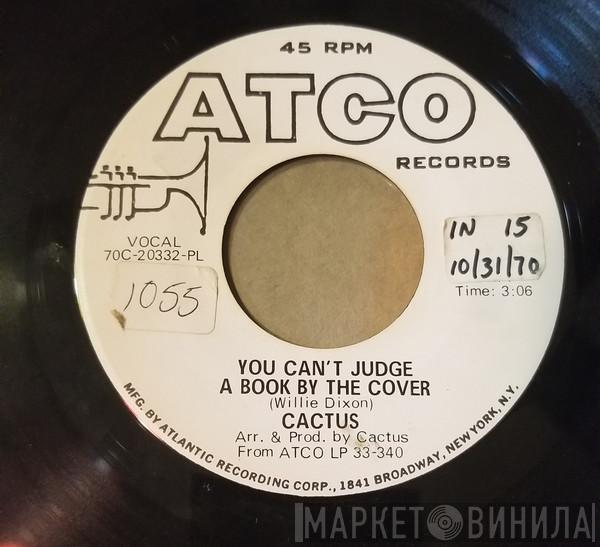 45 RPM
ATCO
RECORDS
VOCAL
70C-20332-PL
1055
IN 15
10/31/70
Time: 3:06
YOU CAN'T JUDGE
A BOOK BY THE COVER
(Willie Dixon)
CACTUS
Arr. & Prod. by Cactus
From ATCO LP 33-340
MFG. BY ATLANTIC RECORDING CORP., 1841 BROADWAY, NEW YORK, N.Y.
МАРКЕТ ВИНИЛА